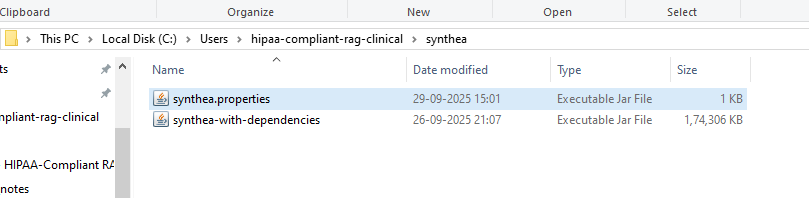 Clipboard Organize New Open Select
This PC > Local Disk (C:) > Users > hipaa-compliant-rag-clinical > synthea
Name Date modified Type Size
ts
synthea.properties 29-09-2025 15:01 Executable Jar File 1 KB
mpliant-rag-clinical synthea-with-dependencies 26-09-2025 21:07 Executable Jar File 1,74,306 KB
HIPAA-Compliant RA
notes